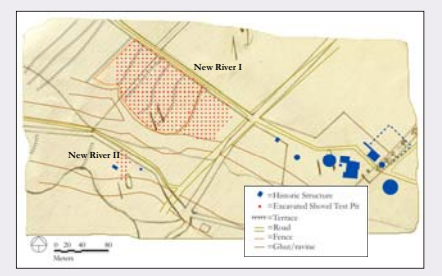 New River I
New River II
=Historic Structure
=Excavated Shovel Test Pit
=Terrace
=Road
=Fence
=Ghut/ravine
0 20 40 80
Meters